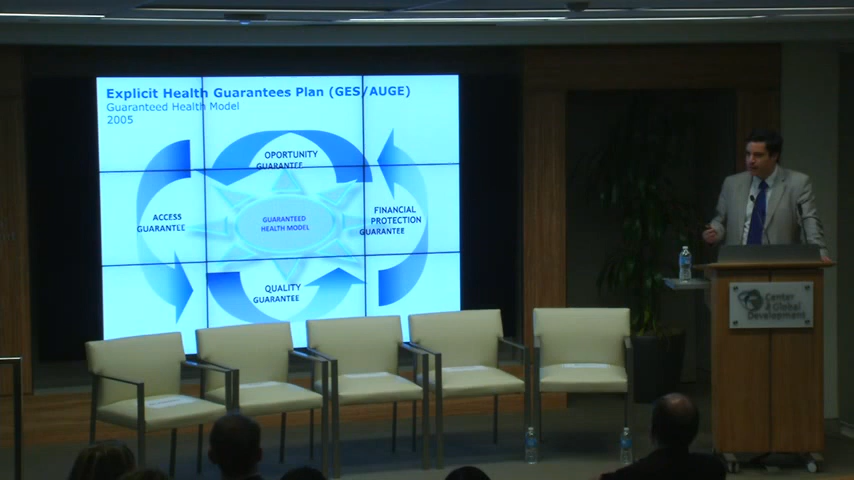 Explicit Health Guarantees Plan (GES/AUGE)
Guaranteed Health Model
2005
OPORTUNITY
GUARANTEE
ACCESS
GUARANTEE
GUARANTEED
HEALTH MODEL
FINANCIAL
PROTECTION
GUARANTEE
QUALITY
GUARANTEE
Center
Global
Development